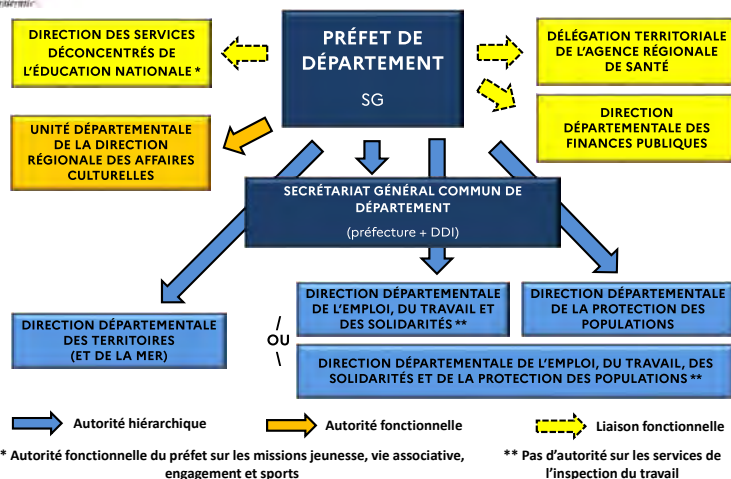 DIRECTION DES SERVICES
DÉCONCENTRÉS DE
L'ÉDUCATION NATIONALE *
PRÉFET DE
DÉPARTEMENT
SG
DÉLÉGATION TERRITORIALE
DE L'AGENCE RÉGIONALE
DE SANTÉ
UNITÉ DÉPARTEMENTALE
DE LA DIRECTION
RÉGIONALE DES AFFAIRES
CULTURELLES
DIRECTION
DÉPARTEMENTALE DES
FINANCES PUBLIQUES
SECRÉTARIAT GÉNÉRAL COMMUN DE
DÉPARTEMENT
(préfecture + DDI)
DIRECTION DÉPARTEMENTALE
DES TERRITOIRES
(ET DE LA MER)
/
OU
\
DIRECTION DÉPARTEMENTALE
DE L'EMPLOI, DU TRAVAIL ET
DES SOLIDARITÉS **
DIRECTION DÉPARTEMENTALE
DE LA PROTECTION DES
POPULATIONS
DIRECTION DÉPARTEMENTALE DE L'EMPLOI, DU TRAVAIL, DES
SOLIDARITÉS ET DE LA PROTECTION DES POPULATIONS **
Autorité hiérarchique
Autorité fonctionnelle
Liaison fonctionnelle
* Autorité fonctionnelle du préfet sur les missions jeunesse, vie associative,
engagement et sports
** Pas d'autorité sur les services de
l'inspection du travail